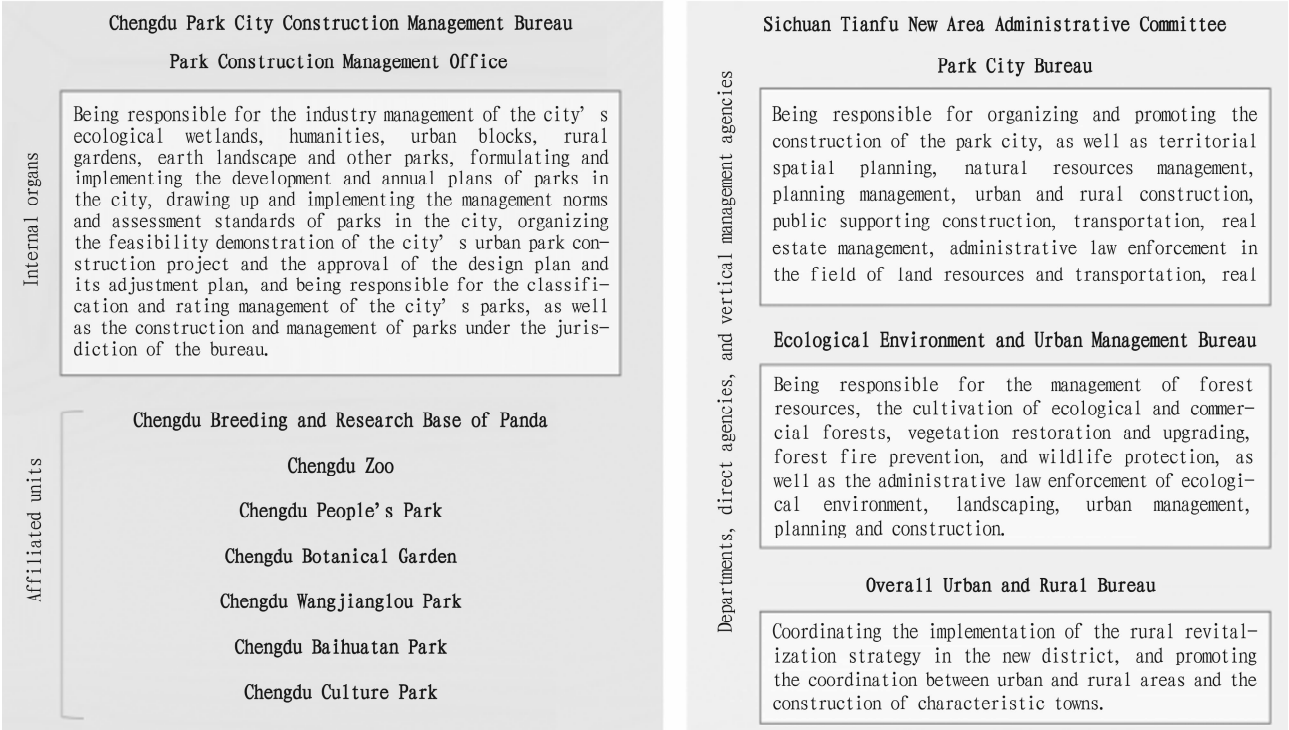 Chengdu Park City Construction Management Bureau
Park Construction Management Office
Internal organs
Being responsible for the industry management of the city’s
ecological wetlands, humanities, urban blocks, rural
gardens, earth landscape and other parks, formulating and
implementing the development and annual plans of parks in
the city, drawing up and implementing the management norms
and assessment standards of parks in the city, organizing
the feasibility demonstration of the city’s urban park con-
struction project and the approval of the design plan and
its adjustment plan, and being responsible for the classifi-
cation and rating management of the city’s parks, as well
as the construction and management of parks under the juris-
diction of the bureau.
Affiliated units
Chengdu Breeding and Research Base of Panda
Chengdu Zoo
Chengdu People’s Park
Chengdu Botanical Garden
Chengdu Wangjianglou Park
Chengdu Baihuatan Park
Chengdu Culture Park
Sichuan Tianfu New Area Administrative Committee
Departments, direct agencies, and vertical management agencies
Park City Bureau
Being responsible for organizing and promoting the
construction of the park city, as well as territorial
spatial planning, natural resources management,
planning management, urban and rural construction,
public supporting construction, transportation, real
estate management, administrative law enforcement in
the field of land resources and transportation, real
Ecological Environment and Urban Management Bureau
Being responsible for the management of forest
resources, the cultivation of ecological and commer-
cial forests, vegetation restoration and upgrading,
forest fire prevention, and wildlife protection, as
well as the administrative law enforcement of ecologi-
cal environment, landscaping, urban management,
planning and construction.
Overall Urban and Rural Bureau
Coordinating the implementation of the rural revital-
ization strategy in the new district, and promoting
the coordination between urban and rural areas and the
construction of characteristic towns.